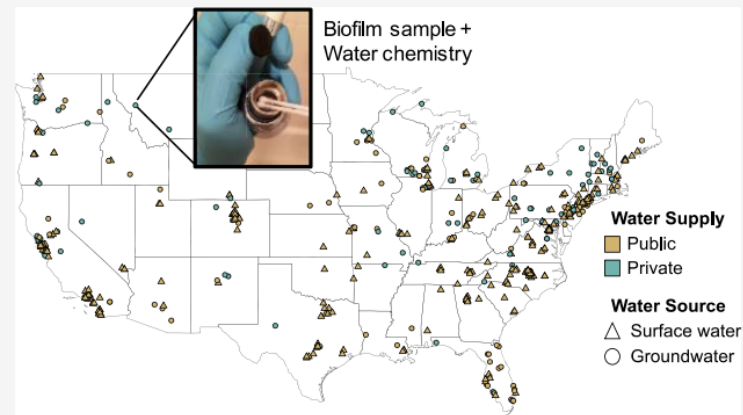 Biofilm sample +
Water chemistry
Water Supply
Public
Private
Water Source
Surface water
Groundwater